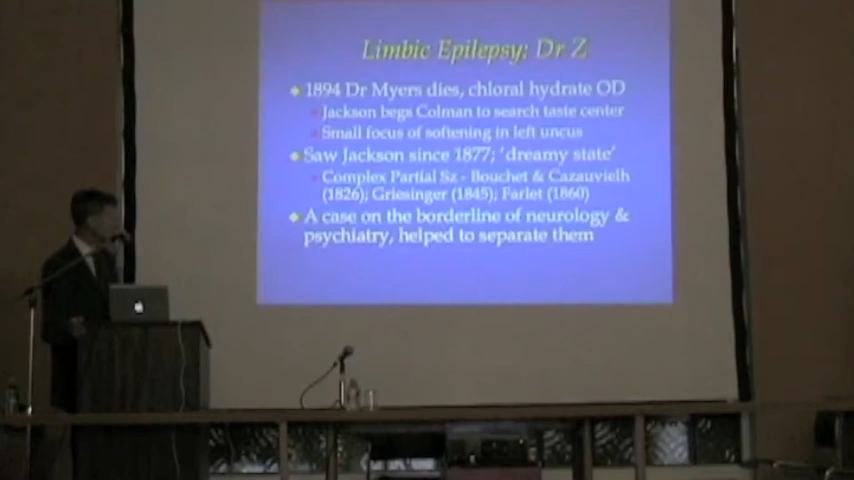 Limbic Epilepsy; Dr Z
1894 Dr Myers dies, chloral hydrate OD
Jackson begs Colman to search taste center
Small focus of softening in left uncus
Saw Jackson since 1877; 'dreamy state'
Complex Partial Sz - Bouchet & Cazauvielh
(1826); Griesinger (1845); Farlet (1860)
A case on the borderline of neurology &
psychiatry, helped to separate them